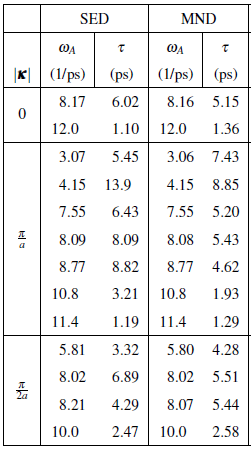 SED MND
ω_A τ ω_A τ
|κ| (1/ps) (ps) (1/ps) (ps)
0 8.17 6.02 8.16 5.15
12.0 1.10 12.0 1.36
π/a 3.07 5.45 3.06 7.43
4.15 13.9 4.15 8.85
7.55 6.43 7.55 5.20
8.09 8.09 8.08 5.43
8.77 8.82 8.77 4.62
10.8 3.21 10.8 1.93
11.4 1.19 11.4 1.29
π/2a 5.81 3.32 5.80 4.28
8.02 6.89 8.02 5.51
8.21 4.29 8.07 5.44
10.0 2.47 10.0 2.58